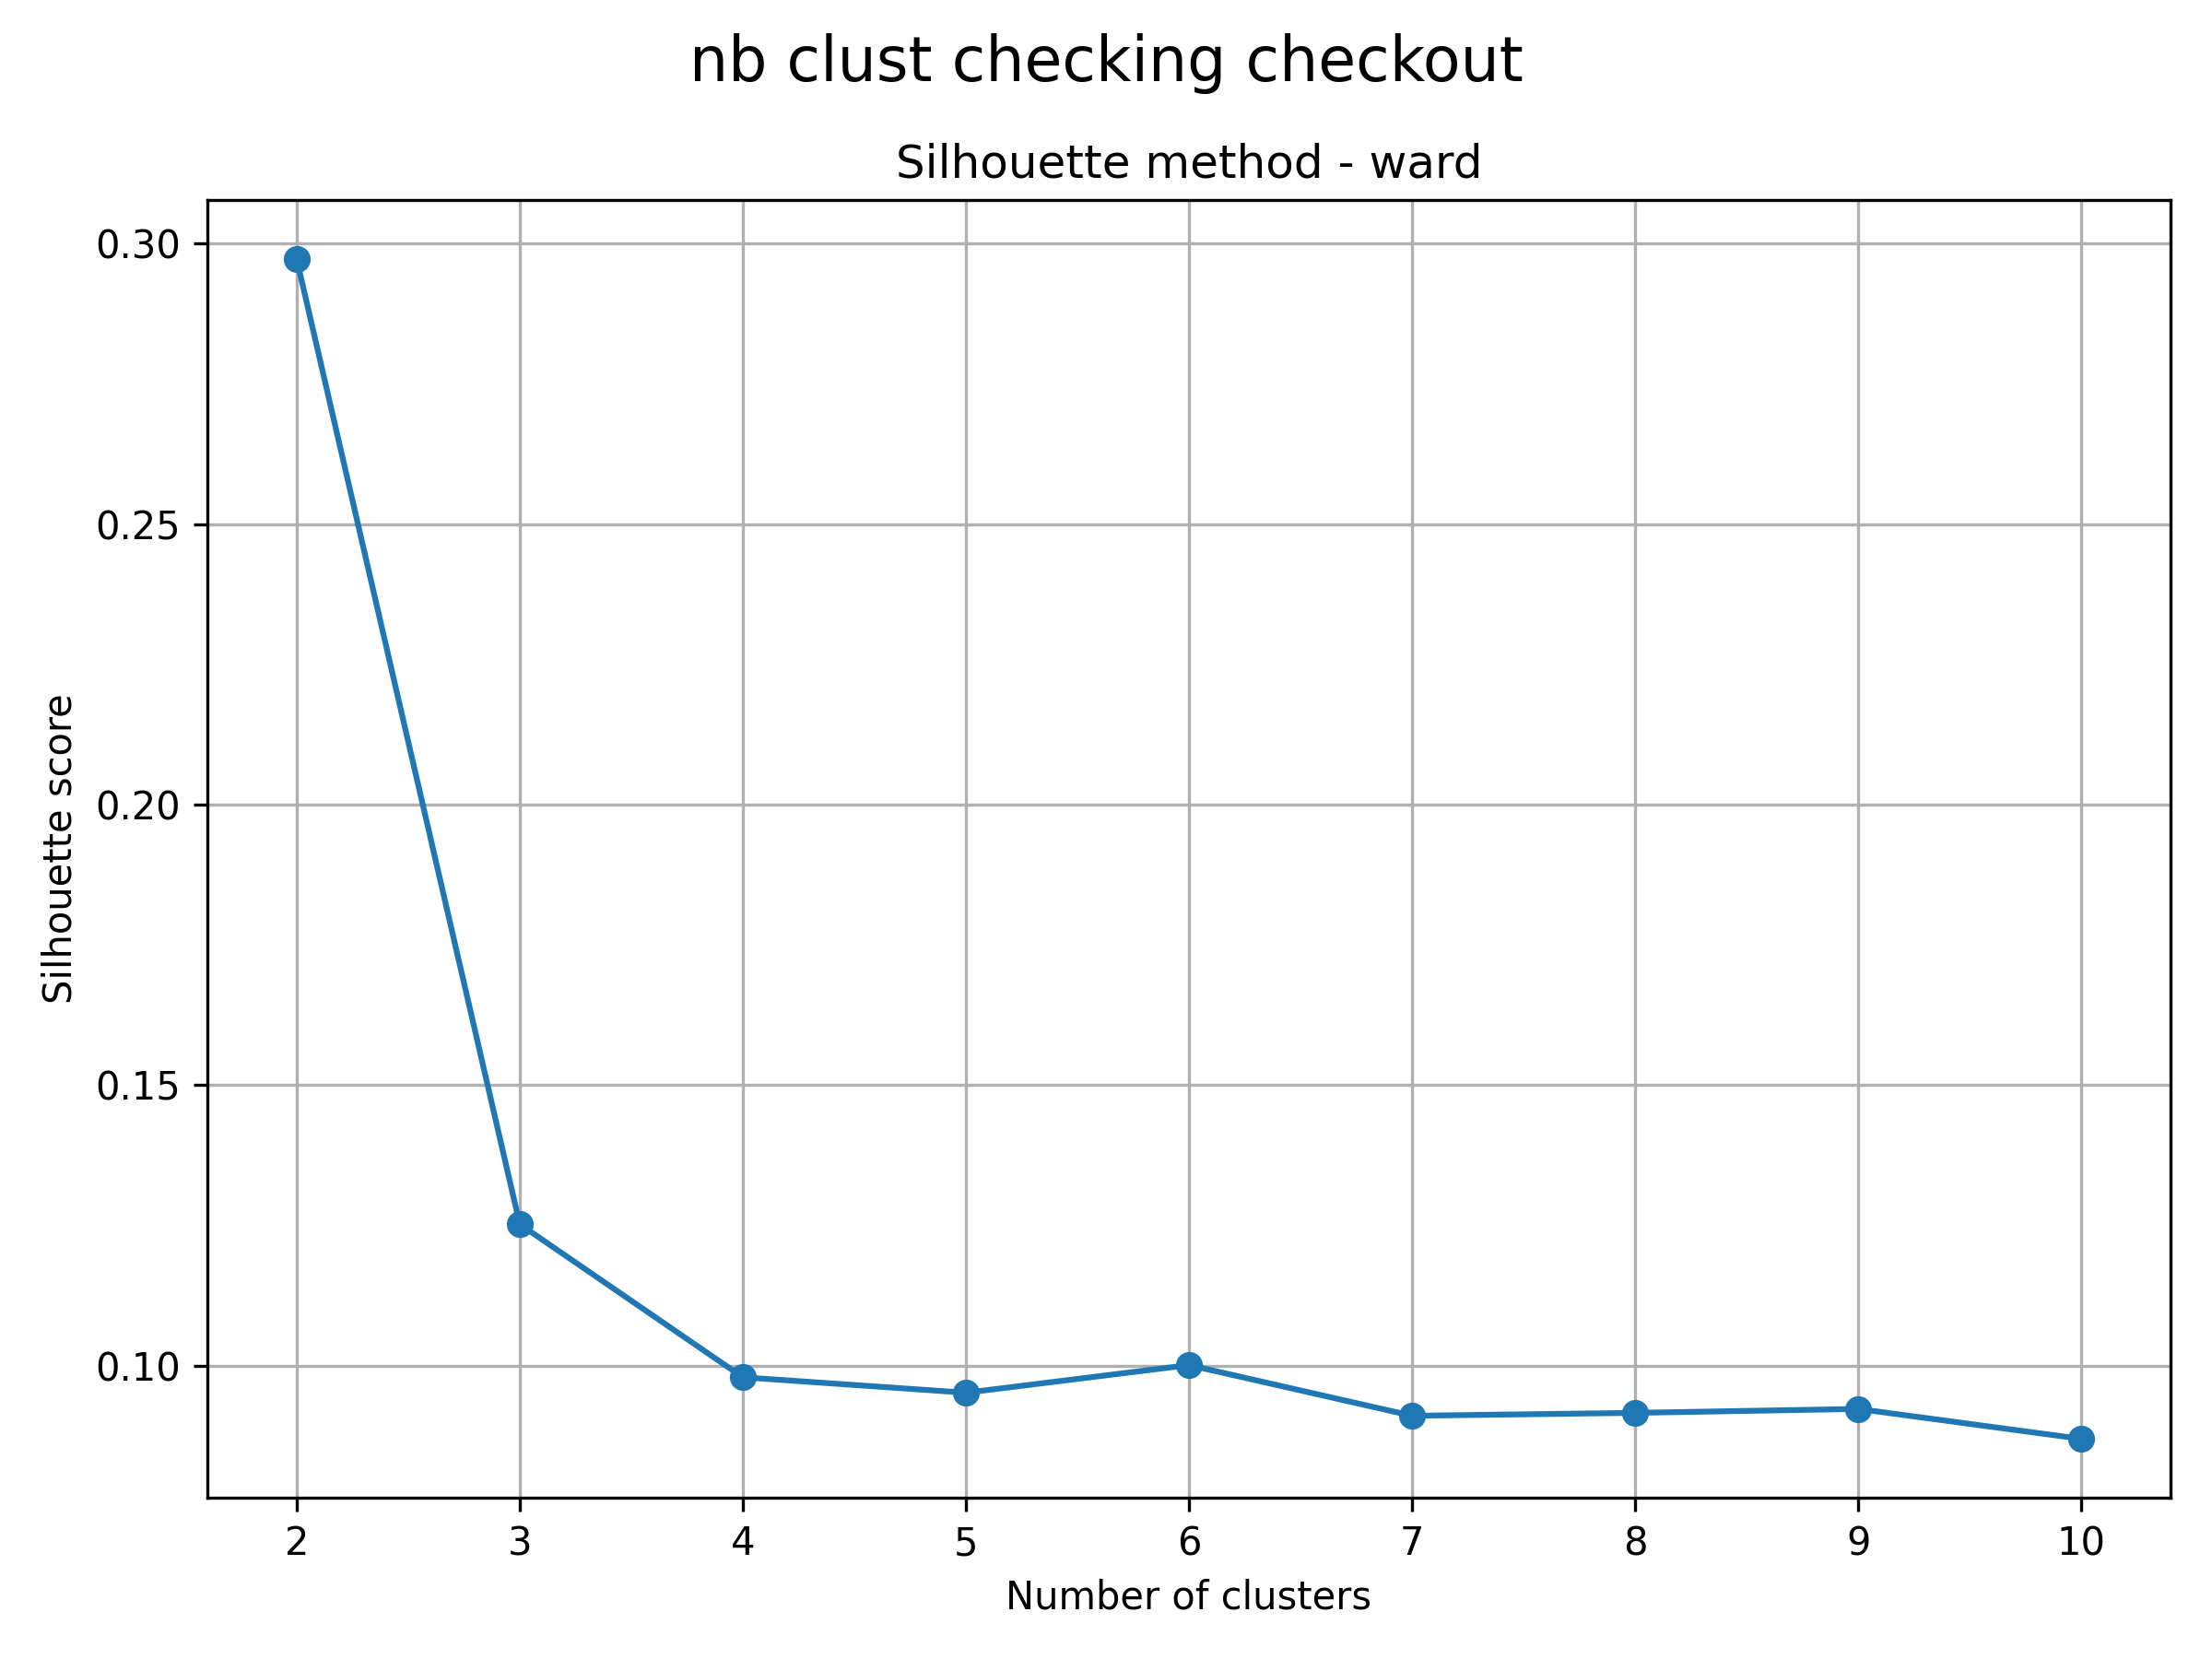 nb clust checking checkout
Silhouette method - ward
0.30
0.25
0.20
0.15
0.10
Silhouette score
2 3 4 5 6 7 8 9 10
Number of clusters